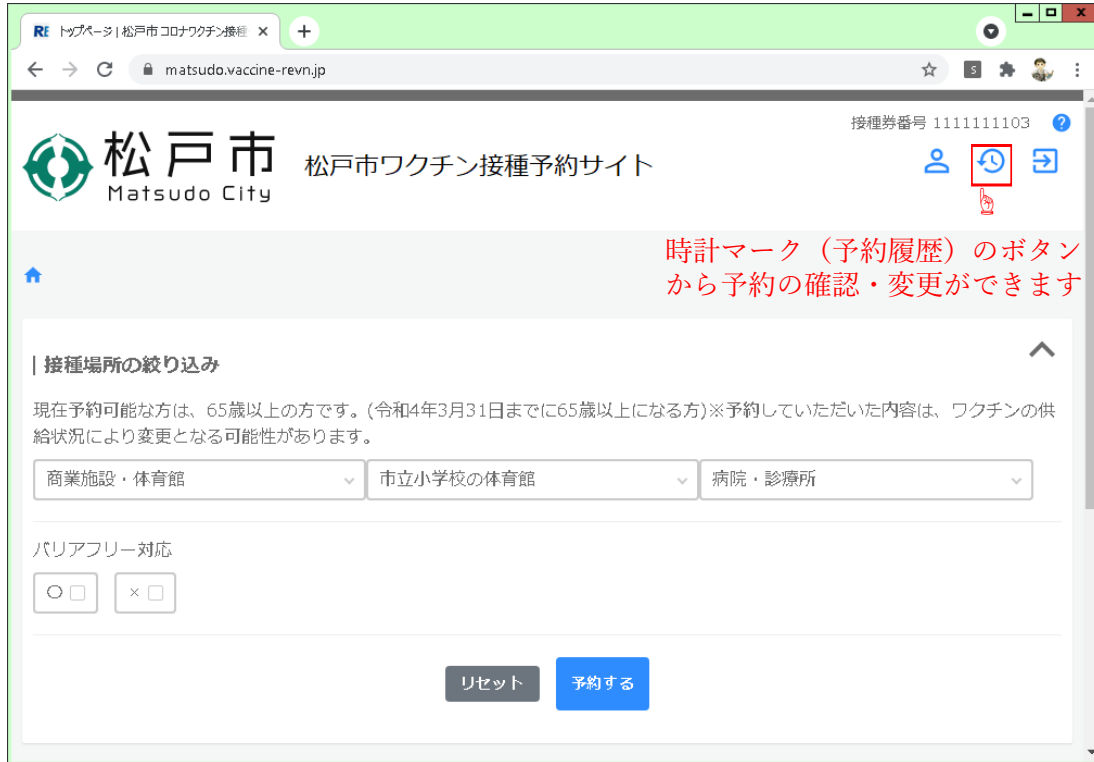 RE トップページ | 松戸市 コロナワクチン接種
matsudo.vaccine-revn.jp
S
接種券番号 1111111103 ?
松戸市
Matsudo City
松戸市ワクチン接種予約サイト
時計マーク（予約履歴）のボタン
から予約の確認・変更ができます
|接種場所の絞り込み
現在予約可能な方は、65歳以上の方です。(令和4年3月31日までに65歳以上になる方)※予約していただいた内容は、ワクチンの供
給状況により変更となる可能性があります。
商業施設・体育館 市立小学校の体育館 病院・診療所
バリアフリー対応
〇 ×
リセット 予約する